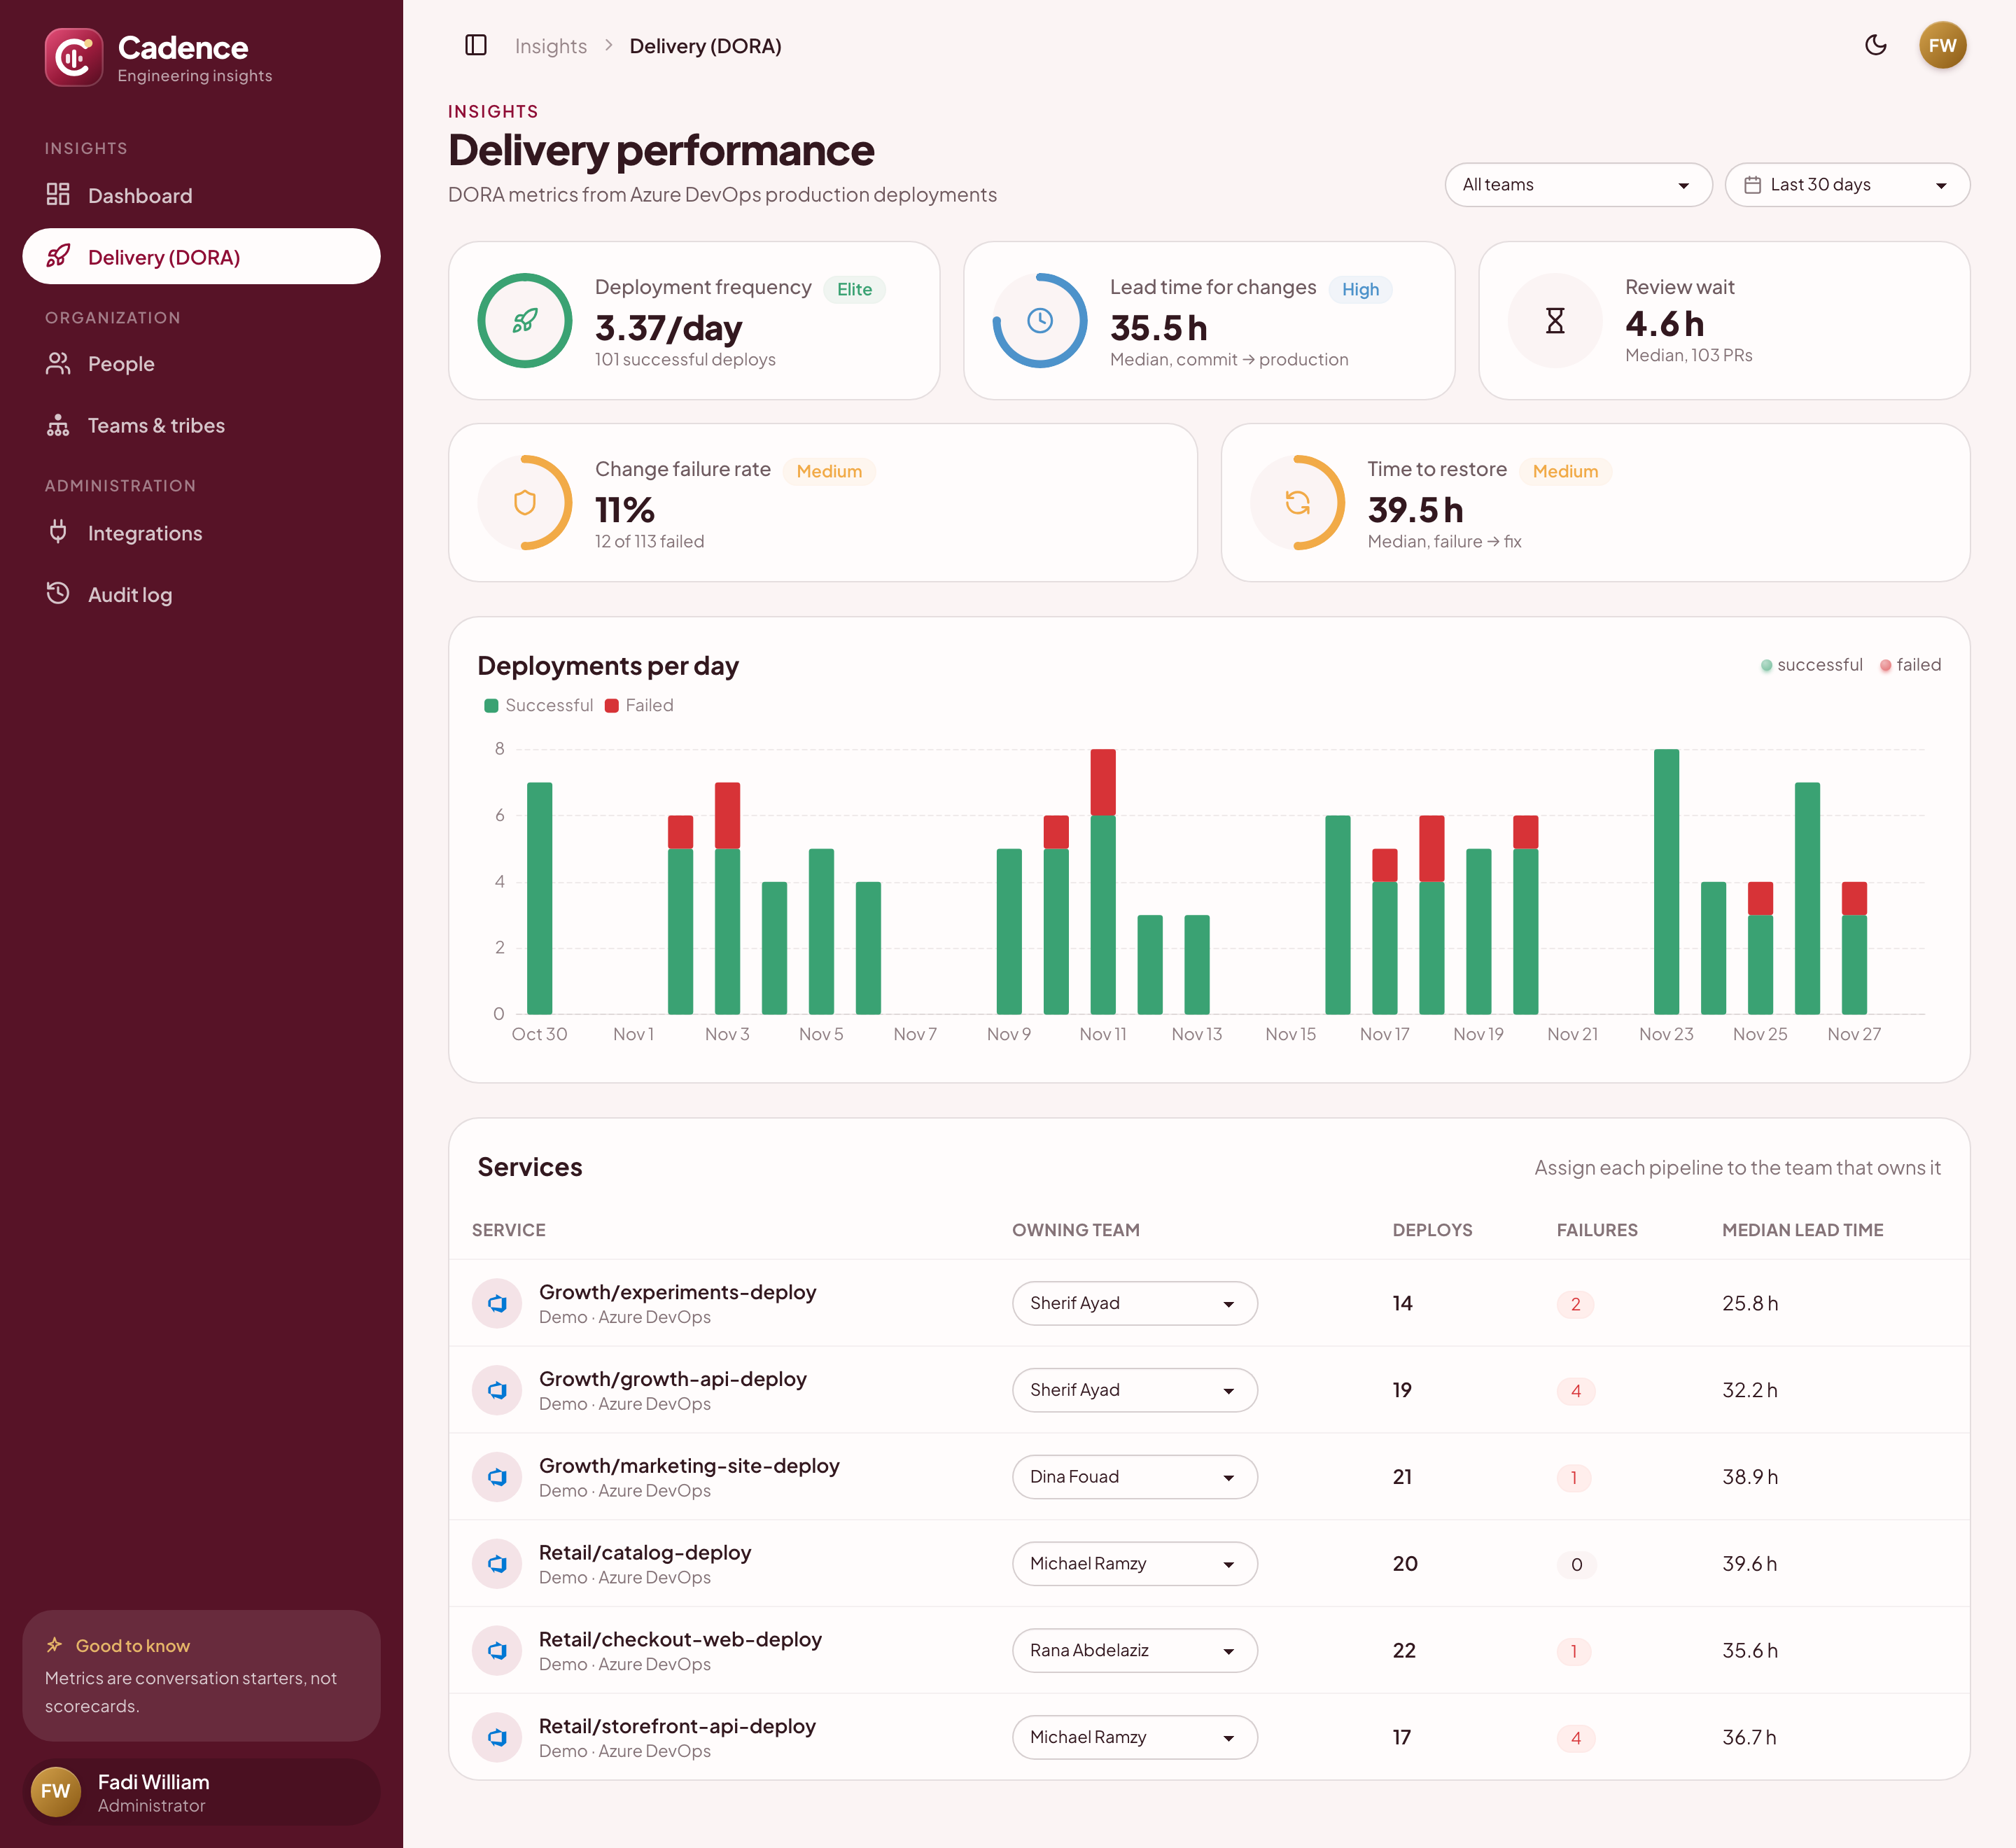 Cadence
Engineering insights
INSIGHTS
Dashboard
Delivery (DORA)
ORGANIZATION
People
Teams & tribes
ADMINISTRATION
Integrations
Audit log
Good to know
Metrics are conversation starters, not
scorecards.
FW
Fadi William
Administrator
Insights > Delivery (DORA)
FW
INSIGHTS
Delivery performance
DORA metrics from Azure DevOps production deployments
All teams
Last 30 days
Deployment frequency Elite
3.37/day
101 successful deploys
Lead time for changes High
35.5 h
Median, commit → production
Review wait
4.6 h
Median, 103 PRs
Change failure rate Medium
11%
12 of 113 failed
Time to restore Medium
39.5 h
Median, failure → fix
Deployments per day
successful failed
Successful Failed
8
6
4
2
0
Oct 30 Nov 1 Nov 3 Nov 5 Nov 7 Nov 9 Nov 11 Nov 13 Nov 15 Nov 17 Nov 19 Nov 21 Nov 23 Nov 25 Nov 27
Services
Assign each pipeline to the team that owns it
SERVICE OWNING TEAM DEPLOYS FAILURES MEDIAN LEAD TIME
Growth/experiments-deploy
Demo · Azure DevOps
Sherif Ayad 14 2 25.8 h
Growth/growth-api-deploy
Demo · Azure DevOps
Sherif Ayad 19 4 32.2 h
Growth/marketing-site-deploy
Demo · Azure DevOps
Dina Fouad 21 1 38.9 h
Retail/catalog-deploy
Demo · Azure DevOps
Michael Ramzy 20 0 39.6 h
Retail/checkout-web-deploy
Demo · Azure DevOps
Rana Abdelaziz 22 1 35.6 h
Retail/storefront-api-deploy
Demo · Azure DevOps
Michael Ramzy 17 4 36.7 h